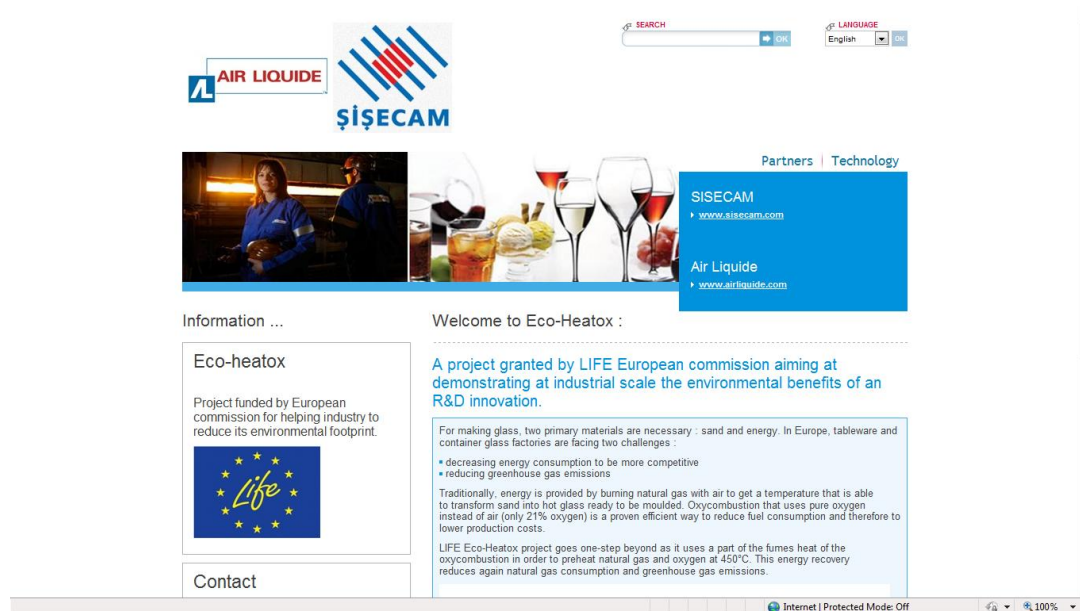 SEARCH
OK
LANGUAGE
English
OK
AIR LIQUIDE
ŞİŞECAM
Partners | Technology
SISECAM
www.sisecam.com
Air Liquide
www.airliquide.com
Information ...
Eco-heatox
Project funded by European
commission for helping industry to
reduce its environmental footprint.
Life
Contact
Welcome to Eco-Heatox :
A project granted by LIFE European commission aiming at
demonstrating at industrial scale the environmental benefits of an
R&D innovation.
For making glass, two primary materials are necessary : sand and energy. In Europe, tableware and
container glass factories are facing two challenges :
decreasing energy consumption to be more competitive
reducing greenhouse gas emissions
Traditionally, energy is provided by burning natural gas with air to get a temperature that is able
to transform sand into hot glass ready to be moulded. Oxycombustion that uses pure oxygen
instead of air (only 21% oxygen) is a proven efficient way to reduce fuel consumption and therefore to
lower production costs.
LIFE Eco-Heatox project goes one-step beyond as it uses a part of the fumes heat of the
oxycombustion in order to preheat natural gas and oxygen at 450°C. This energy recovery
reduces again natural gas consumption and greenhouse gas emissions.
Internet | Protected Mode: Off
100%